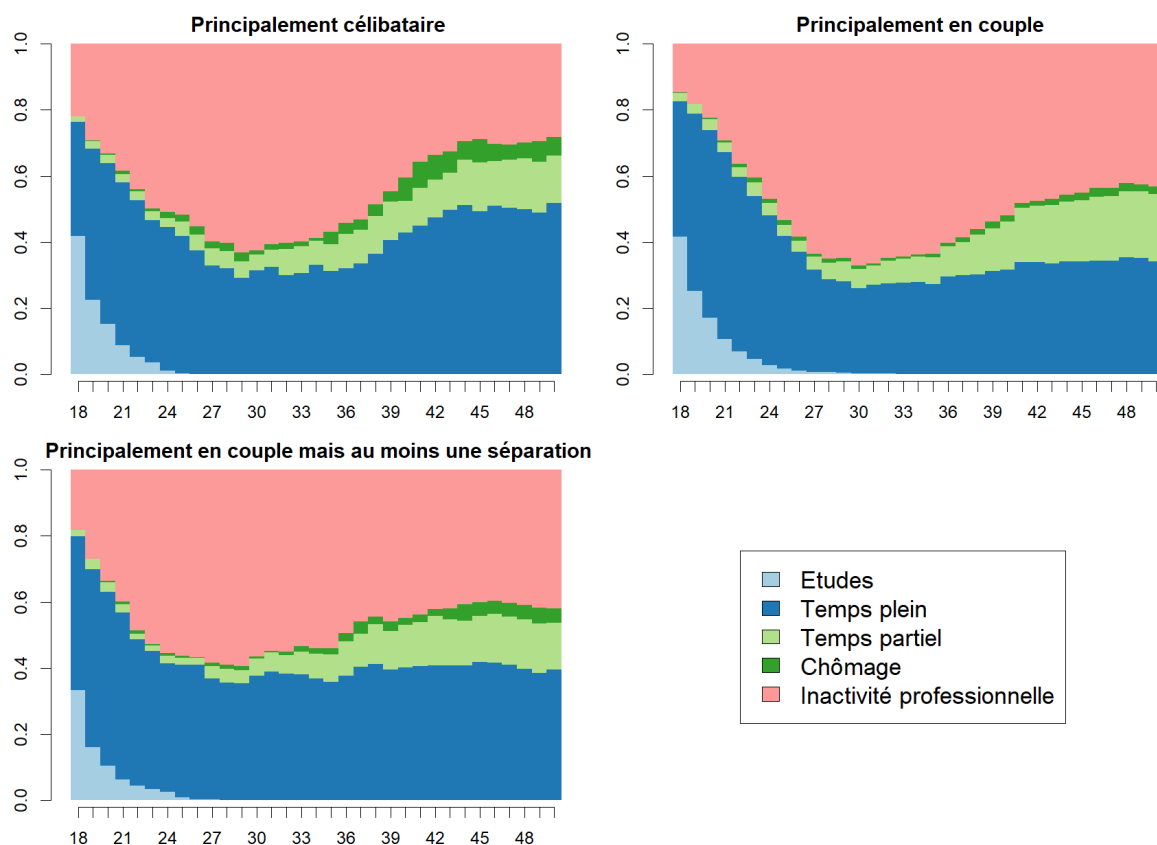 Principalement célibataire
1.0
0.8
0.6
0.4
0.2
0.0
18 21 24 27 30 33 36 39 42 45 48
Principalement en couple
1.0
0.8
0.6
0.4
0.2
0.0
18 21 24 27 30 33 36 39 42 45 48
Principalement en couple mais au moins une séparation
1.0
0.8
0.6
0.4
0.2
0.0
18 21 24 27 30 33 36 39 42 45 48
Etudes
Temps plein
Temps partiel
Chômage
Inactivité professionnelle